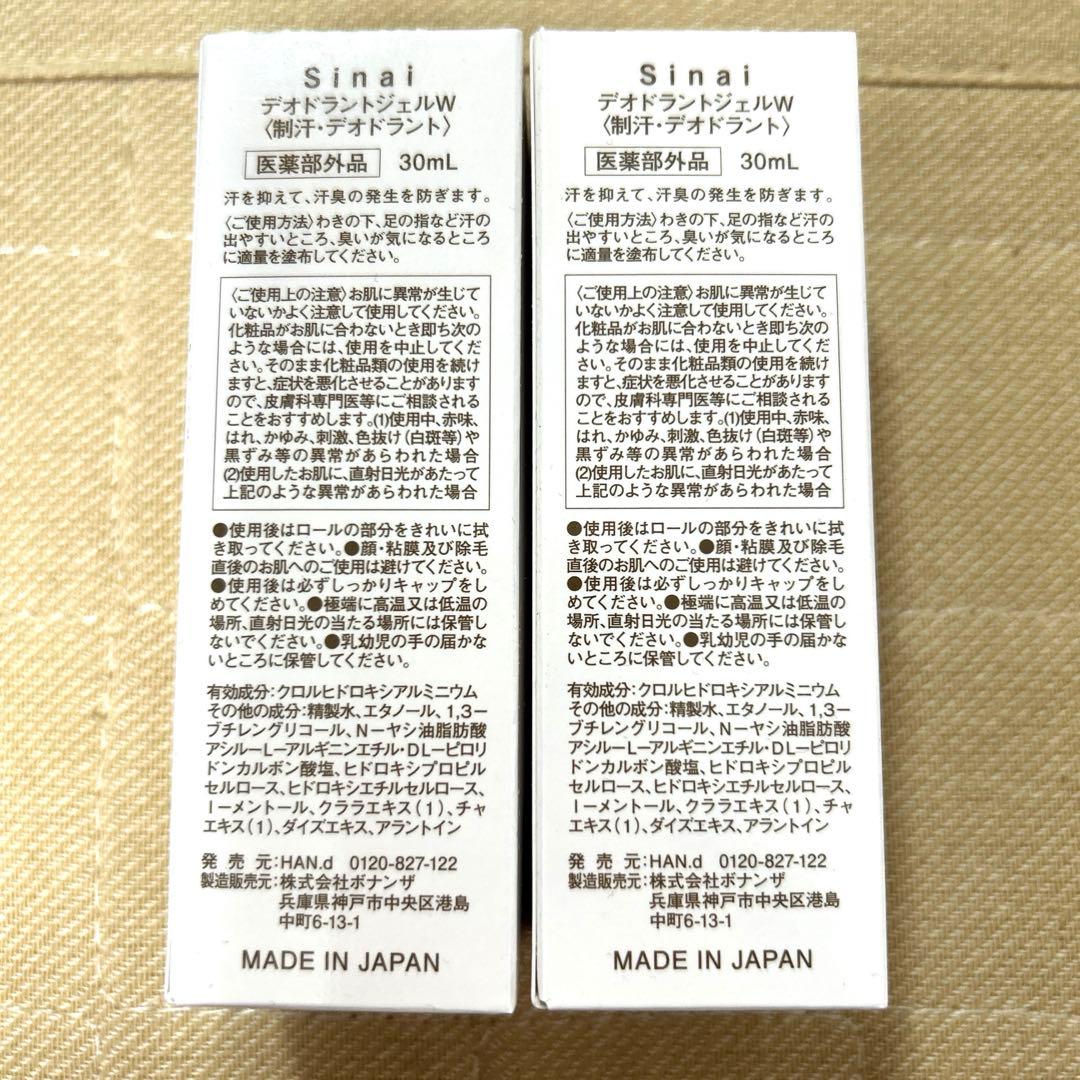 Sinai
デオドラントジェルW
〈制汗・デオドラント〉
医薬部外品 30mL
汗を抑えて、汗臭の発生を防ぎます。
〈ご使用方法〉わきの下、足の指など汗の
出やすいところ、臭いが気になるところ
に適量を塗布してください。
〈ご使用上の注意〉お肌に異常が生じて
いないかよく注意して使用してください。
化粧品がお肌に合わないとき即ち次の
ような場合には、使用を中止してくだ
さい。そのまま化粧品類の使用を続け
ますと、症状を悪化させることがあります
ので、皮膚科専門医等にご相談される
ことをおすすめします。(1)使用中、赤味、
はれ、かゆみ、刺激、色抜け(白斑等)や
黒ずみ等の異常があらわれた場合
(2)使用したお肌に、直射日光があたって
上記のような異常があらわれた場合
●使用後はロールの部分をきれいに拭
き取ってください。●顔・粘膜及び除毛
直後のお肌へのご使用は避けてください。
●使用後は必ずしっかりキャップをし
めてください。●極端に高温又は低温の
場所、直射日光の当たる場所には保管し
ないでください。●乳幼児の手の届かな
いところに保管してください。
有効成分:クロルヒドロキシアルミニウム
その他の成分:精製水、エタノール、1,3ー
ブチレングリコール、Nーヤシ油脂肪酸
アシルーLーアルギニンエチル・DLーピロリ
ドンカルボン酸塩、ヒドロキシプロピル
セルロース、ヒドロキシエチルセルロース、
lーメントール、クララエキス(1)、チャ
エキス(1)、ダイズエキス、アラントイン
発売元:HAN.d 0120-827-122
製造販売元:株式会社ボナンザ
兵庫県神戸市中央区港島
中町6-13-1
MADE IN JAPAN
Sinai
デオドラントジェルW
〈制汗・デオドラント〉
医薬部外品 30mL
汗を抑えて、汗臭の発生を防ぎます。
〈ご使用方法〉わきの下、足の指など汗の
出やすいところ、臭いが気になるところ
に適量を塗布してください。
〈ご使用上の注意〉お肌に異常が生じて
いないかよく注意して使用してください。
化粧品がお肌に合わないとき即ち次の
ような場合には、使用を中止してくだ
さい。そのまま化粧品類の使用を続け
ますと、症状を悪化させることがあります
ので、皮膚科専門医等にご相談される
ことをおすすめします。(1)使用中、赤味、
はれ、かゆみ、刺激、色抜け(白斑等)や
黒ずみ等の異常があらわれた場合
(2)使用したお肌に、直射日光があたって
上記のような異常があらわれた場合
●使用後はロールの部分をきれいに拭
き取ってください。●顔・粘膜及び除毛
直後のお肌へのご使用は避けてください。
●使用後は必ずしっかりキャップをし
めてください。●極端に高温又は低温の
場所、直射日光の当たる場所には保管し
ないでください。●乳幼児の手の届かな
いところに保管してください。
有効成分:クロルヒドロキシアルミニウム
その他の成分:精製水、エタノール、1,3ー
ブチレングリコール、Nーヤシ油脂肪酸
アシルーLーアルギニンエチル・DLーピロリ
ドンカルボン酸塩、ヒドロキシプロピル
セルロース、ヒドロキシエチルセルロース、
lーメントール、クララエキス(1)、チャ
エキス(1)、ダイズエキス、アラントイン
発売元:HAN.d 0120-827-122
製造販売元:株式会社ボナンザ
兵庫県神戸市中央区港島
中町6-13-1
MADE IN JAPAN